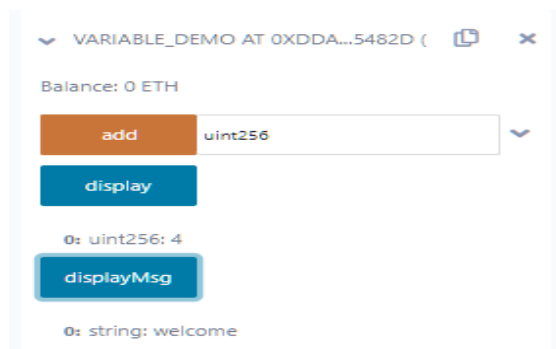 VARIABLE_DEMO AT 0XDDA...5482D (
Balance: 0 ETH
add uint256
display
0: uint256: 4
displayMsg
0: string: welcome